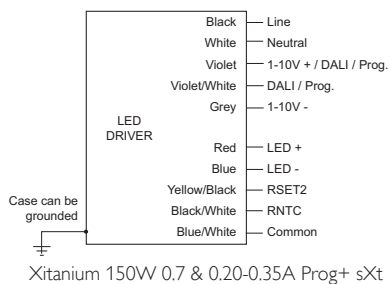 Black Line
White Neutral
Violet 1-10V + / DALI / Prog.
Violet/White DALI / Prog.
Grey 1-10V -
LED
DRIVER
Red LED +
Blue LED -
Yellow/Black RSET2
Black/White RNTC
Blue/White Common
Case can be
grounded
Xitanium 150W 0.7 & 0.20-0.35A Prog+ sXt